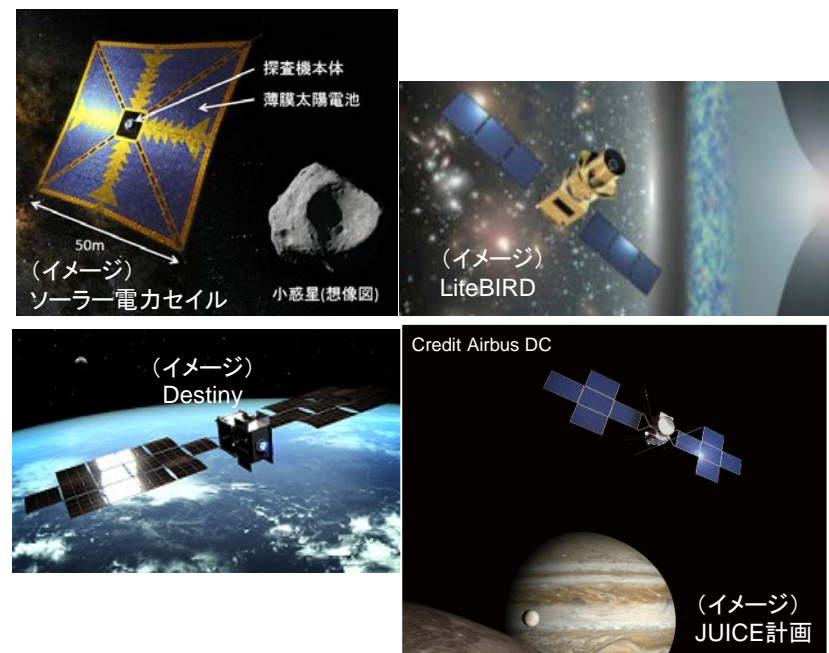 探査機本体
薄膜太陽電池
50m
（イメージ）
ソーラー電力セイル
小惑星(想像図)
（イメージ）
LiteBIRD
（イメージ）
Destiny
Credit Airbus DC
（イメージ）
JUICE計画